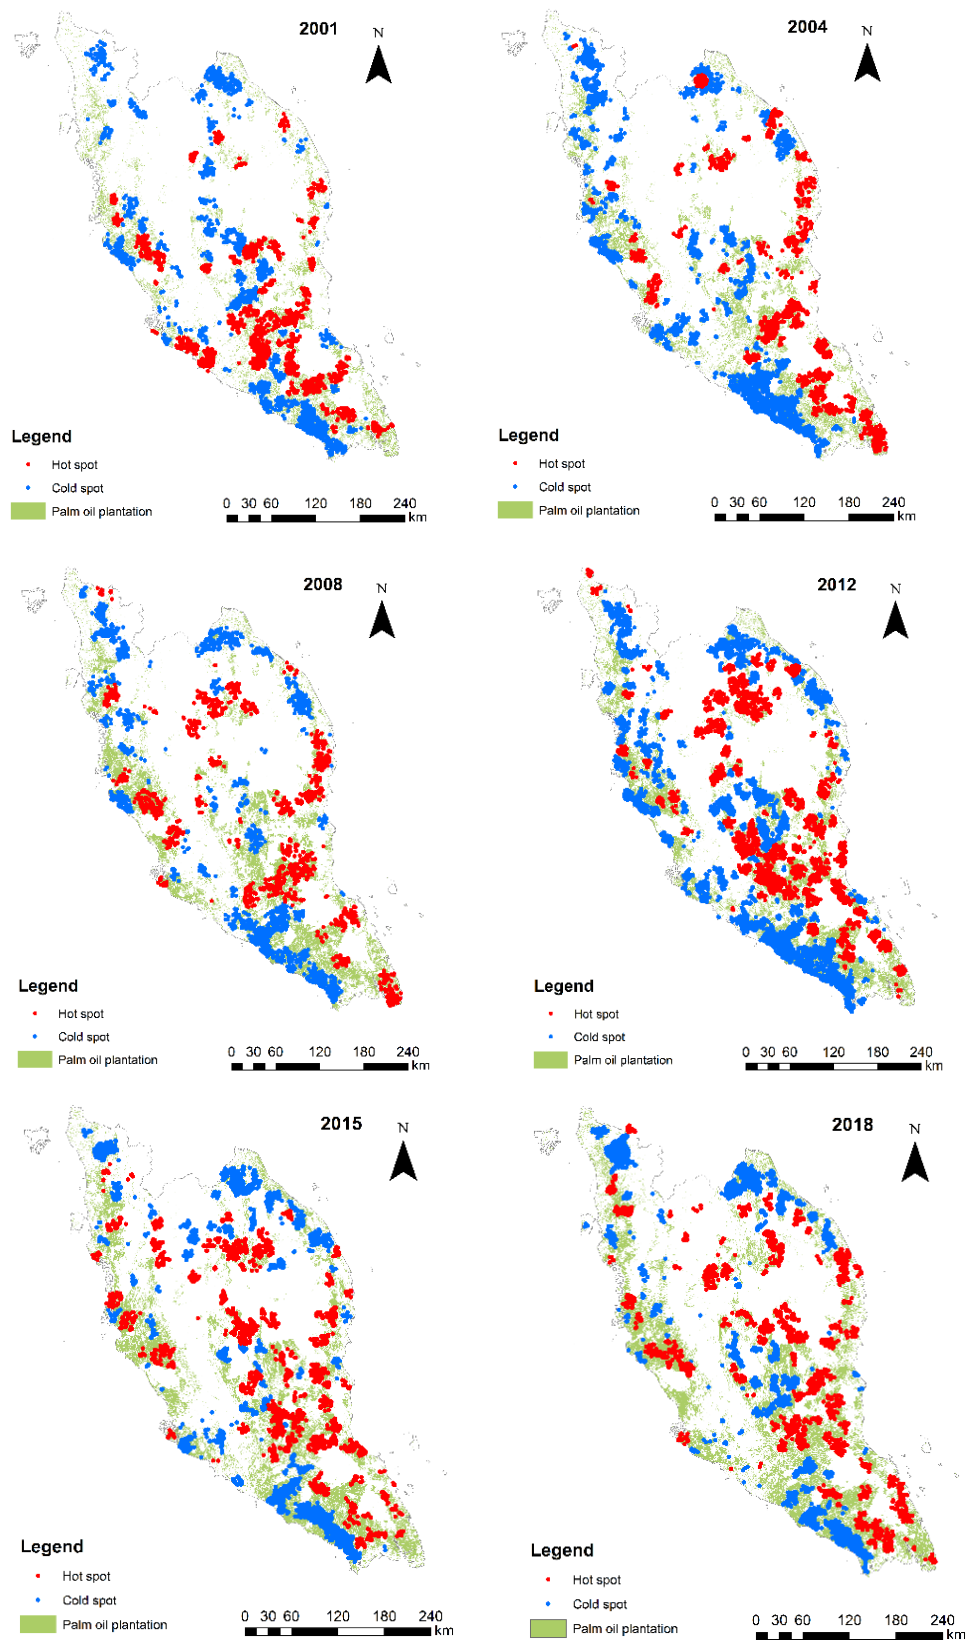 2001
N
Legend
Hot spot
Cold spot
Palm oil plantation
0 30 60 120 180 240
km
2004
N
Legend
Hot spot
Cold spot
Palm oil plantation
0 30 60 120 180 240
km
2008
N
Legend
Hot spot
Cold spot
Palm oil plantation
0 30 60 120 180 240
km
2012
N
Legend
Hot spot
Cold spot
Palm oil plantation
0 30 60 120 180 240
km
2015
N
Legend
Hot spot
Cold spot
Palm oil plantation
0 30 60 120 180 240
km
2018
N
Legend
Hot spot
Cold spot
Palm oil plantation
0 30 60 120 180 240
km